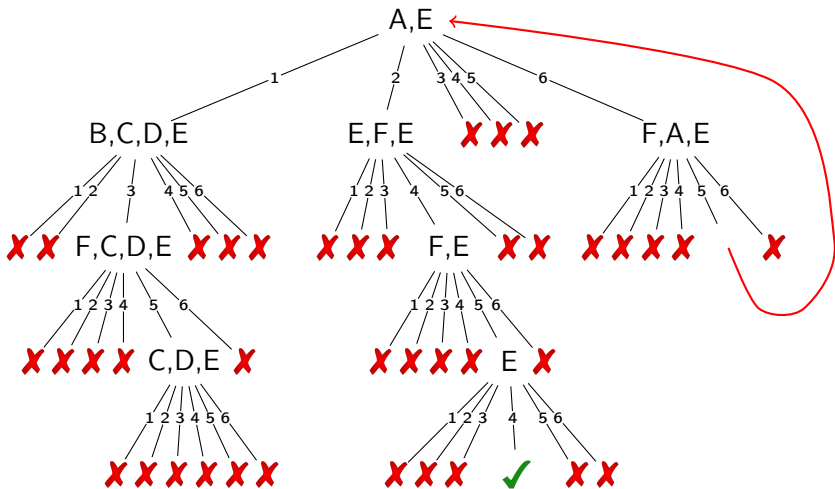 A,E
1 2 3 4 5 6
B,C,D,E E,F,E F,A,E
1 2 3 4 5 6 1 2 3 4 5 6 1 2 3 4 5 6
F,C,D,E F,E
1 2 3 4 5 6 1 2 3 4 5 6
C,D,E E
1 2 3 4 5 6 1 2 3 4 5 6